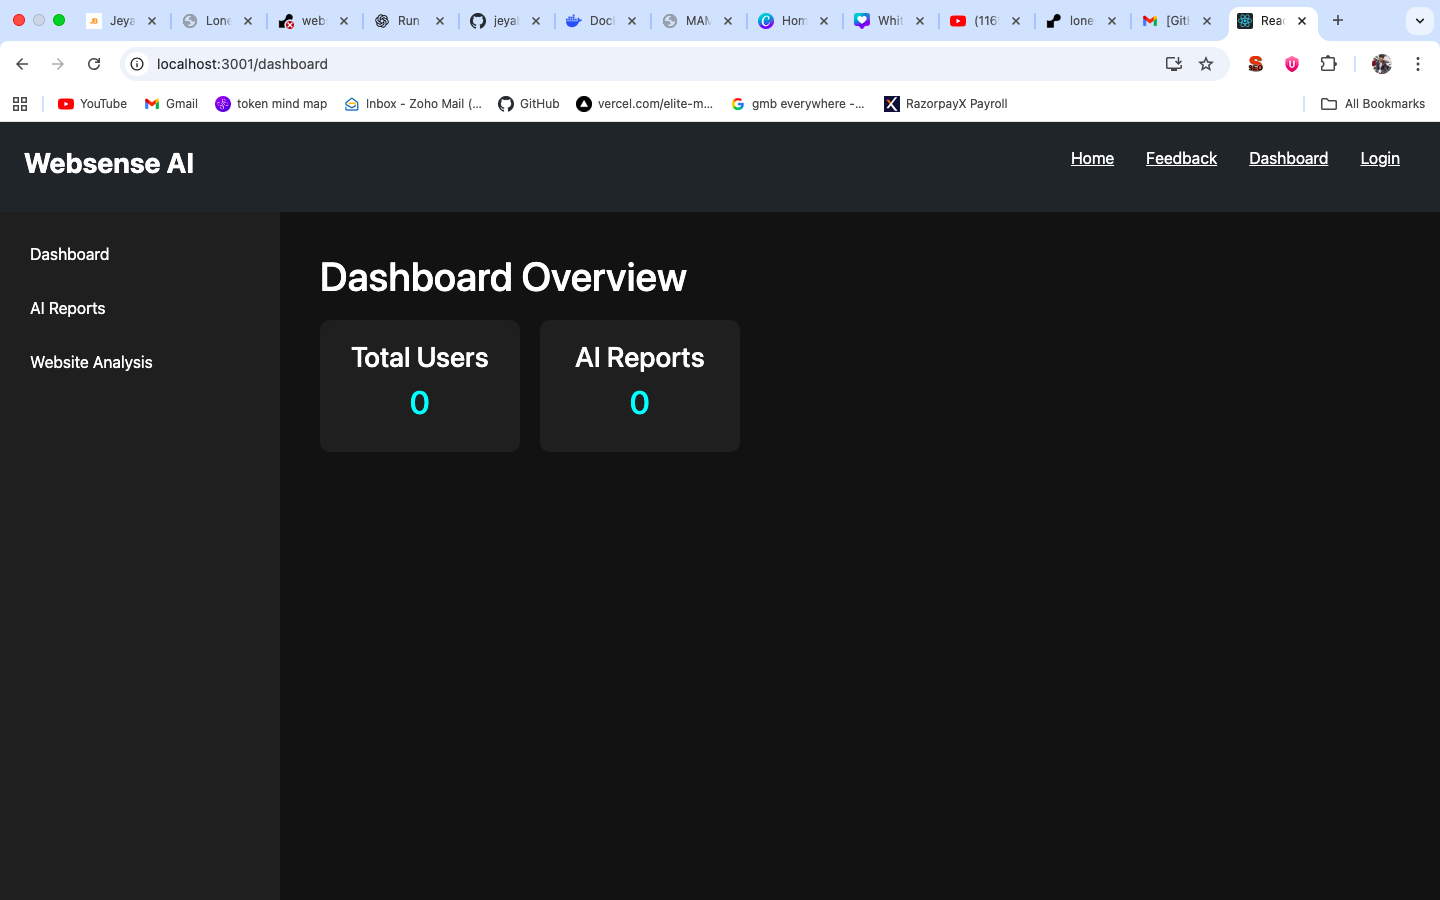 Jeya Lone web Run jeyal Doc MAM Hom Whit (116 lone [Git Reac
localhost:3001/dashboard
YouTube Gmail token mind map Inbox - Zoho Mail (... GitHub vercel.com/elite-m... gmb everywhere -... RazorpayX Payroll All Bookmarks
Websense AI
Home Feedback Dashboard Login
Dashboard
AI Reports
Website Analysis
Dashboard Overview
Total Users
0
AI Reports
0